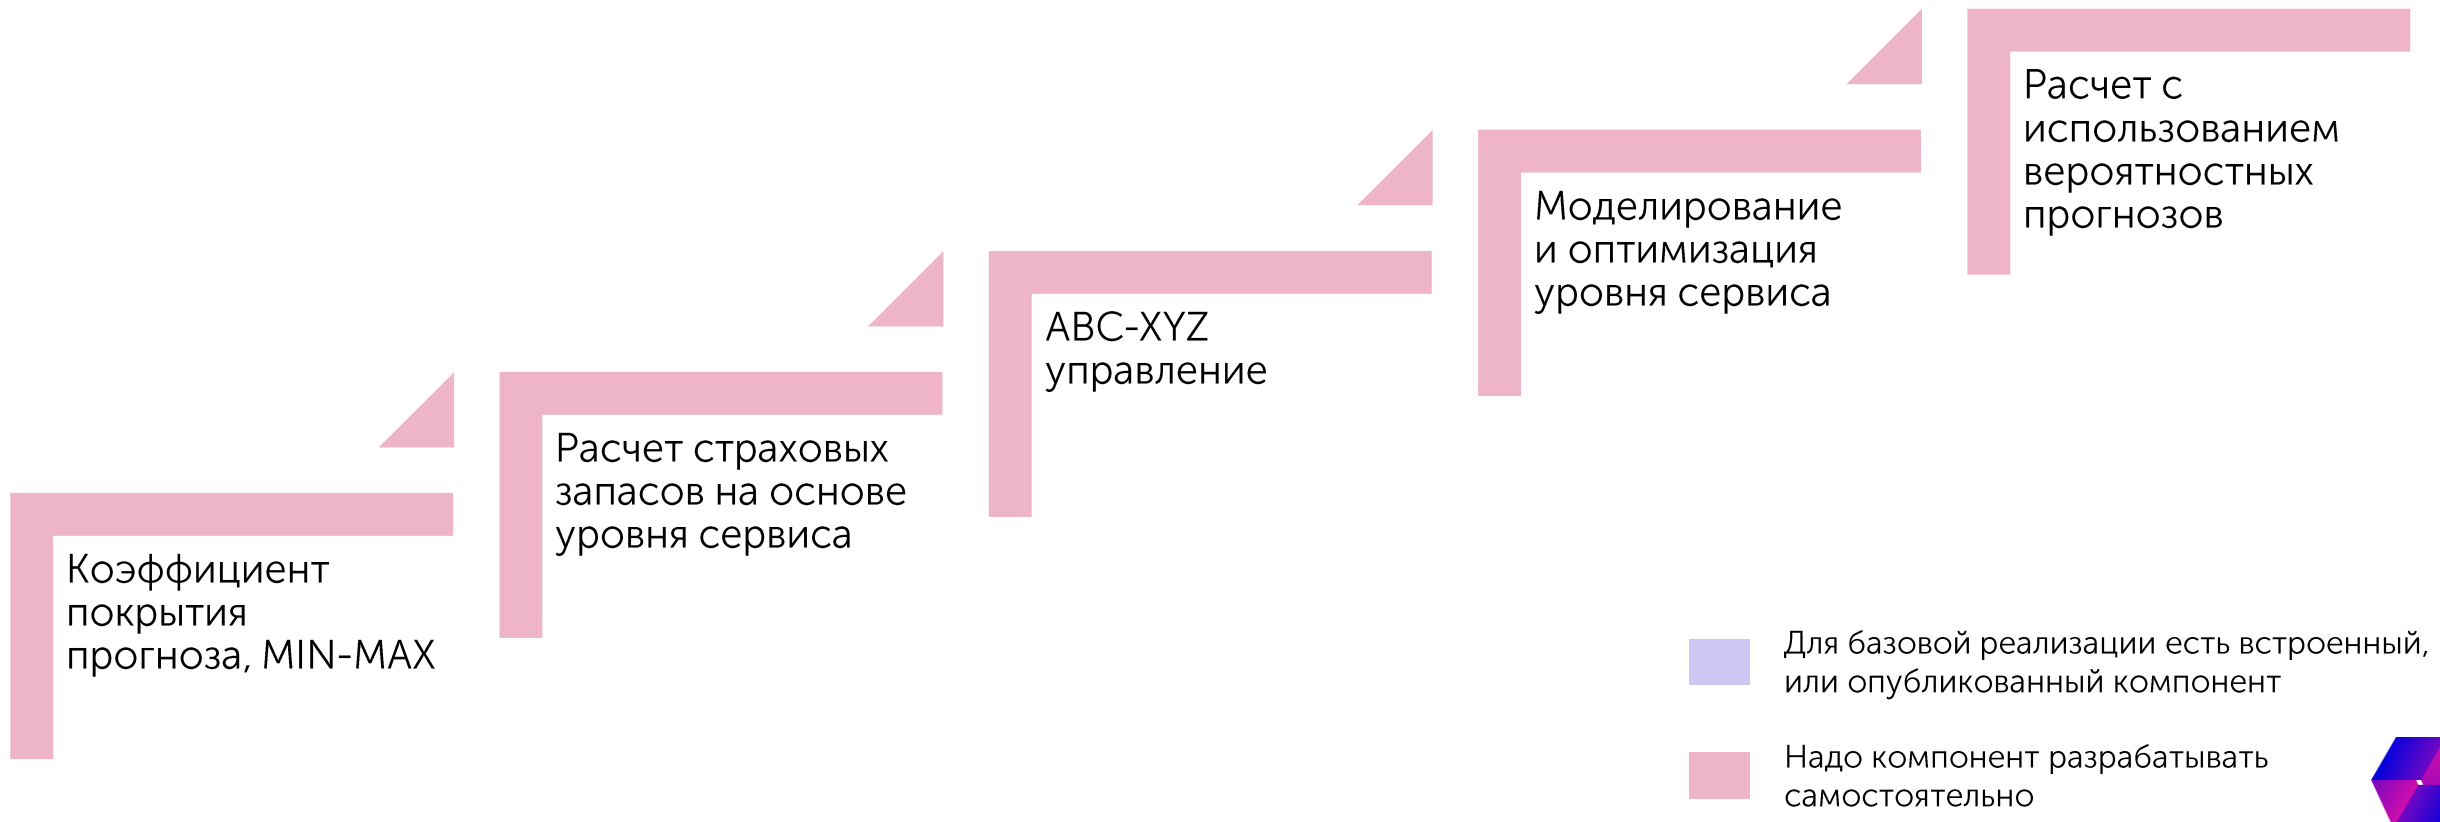 Коэффициент
покрытия
прогноза, MIN-MAX
Расчет страховых
запасов на основе
уровня сервиса
ABC-XYZ
управление
Моделирование
и оптимизация
уровня сервиса
Расчет с
использованием
вероятностных
прогнозов
Для базовой реализации есть встроенный,
или опубликованный компонент
Надо компонент разрабатывать
самостоятельно